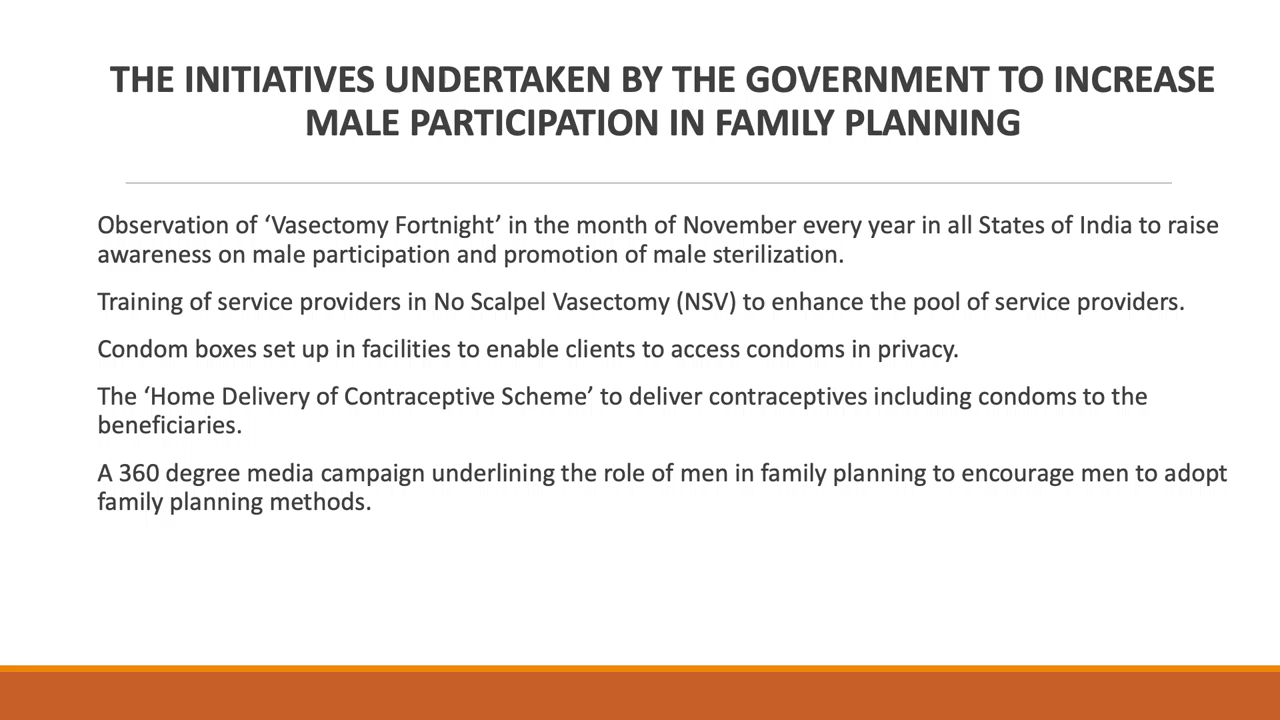 THE INITIATIVES UNDERTAKEN BY THE GOVERNMENT TO INCREASE
MALE PARTICIPATION IN FAMILY PLANNING
Observation of ‘Vasectomy Fortnight’ in the month of November every year in all States of India to raise
awareness on male participation and promotion of male sterilization.
Training of service providers in No Scalpel Vasectomy (NSV) to enhance the pool of service providers.
Condom boxes set up in facilities to enable clients to access condoms in privacy.
The ‘Home Delivery of Contraceptive Scheme’ to deliver contraceptives including condoms to the
beneficiaries.
A 360 degree media campaign underlining the role of men in family planning to encourage men to adopt
family planning methods.